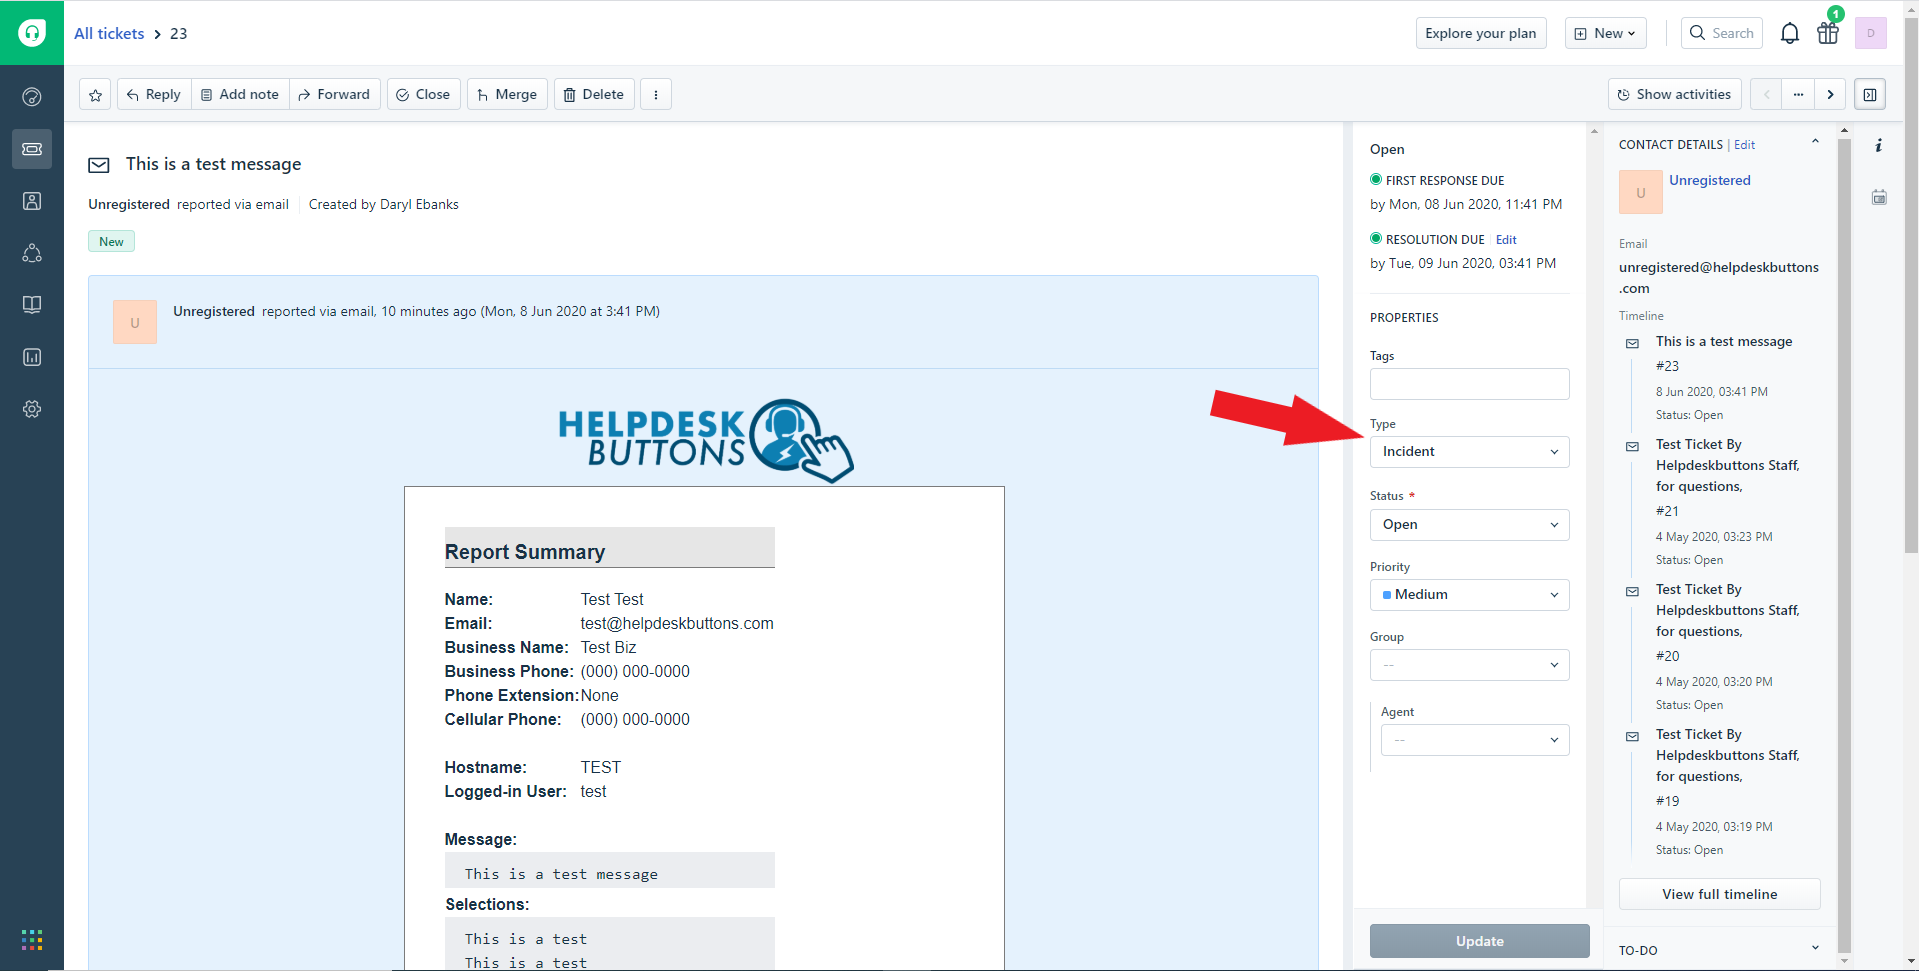 All tickets > 23
Explore your plan
New
Search
1
D
Reply
Add note
Forward
Close
Merge
Delete
Show activities
This is a test message
Unregistered reported via email
Created by Daryl Ebanks
New
U
Unregistered reported via email, 10 minutes ago (Mon, 8 Jun 2020 at 3:41 PM)
HELPDESK
BUTTONS
Report Summary
Name: Test Test
Email: test@helpdeskbuttons.com
Business Name: Test Biz
Business Phone: (000) 000-0000
Phone Extension: None
Cellular Phone: (000) 000-0000
Hostname: TEST
Logged-in User: test
Message:
This is a test message
Selections:
This is a test
This is a test
Open
FIRST RESPONSE DUE
by Mon, 08 Jun 2020, 11:41 PM
RESOLUTION DUE Edit
by Tue, 09 Jun 2020, 03:41 PM
PROPERTIES
Tags
Type
Incident
Status *
Open
Priority
Medium
Group
--
Agent
--
Update
CONTACT DETAILS | Edit
U
Unregistered
Email
unregistered@helpdeskbuttons
.com
Timeline
This is a test message
#23
8 Jun 2020, 03:41 PM
Status: Open
Test Ticket By
Helpdeskbuttons Staff,
for questions,
#21
4 May 2020, 03:23 PM
Status: Open
Test Ticket By
Helpdeskbuttons Staff,
for questions,
#20
4 May 2020, 03:20 PM
Status: Open
Test Ticket By
Helpdeskbuttons Staff,
for questions,
#19
4 May 2020, 03:19 PM
Status: Open
View full timeline
TO-DO
i